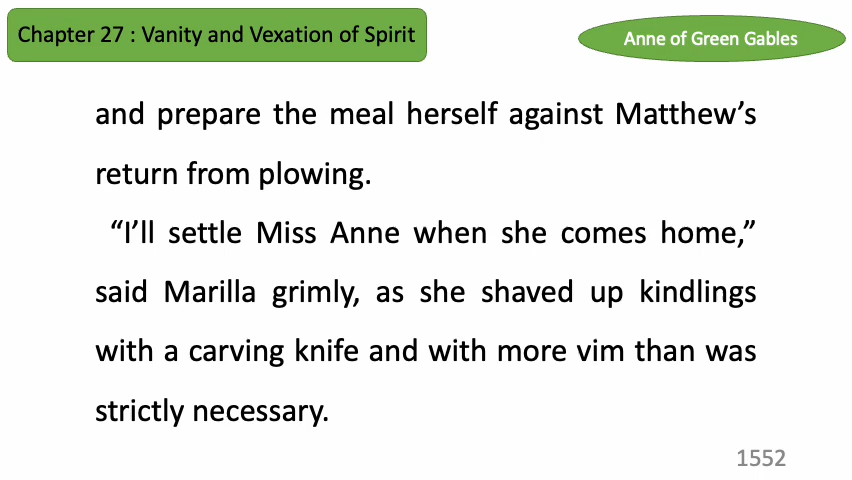 Chapter 27 : Vanity and Vexation of Spirit
Anne of Green Gables
and prepare the meal herself against Matthew’s
return from plowing.
“I’ll settle Miss Anne when she comes home,”
said Marilla grimly, as she shaved up kindlings
with a carving knife and with more vim than was
strictly necessary.
1552